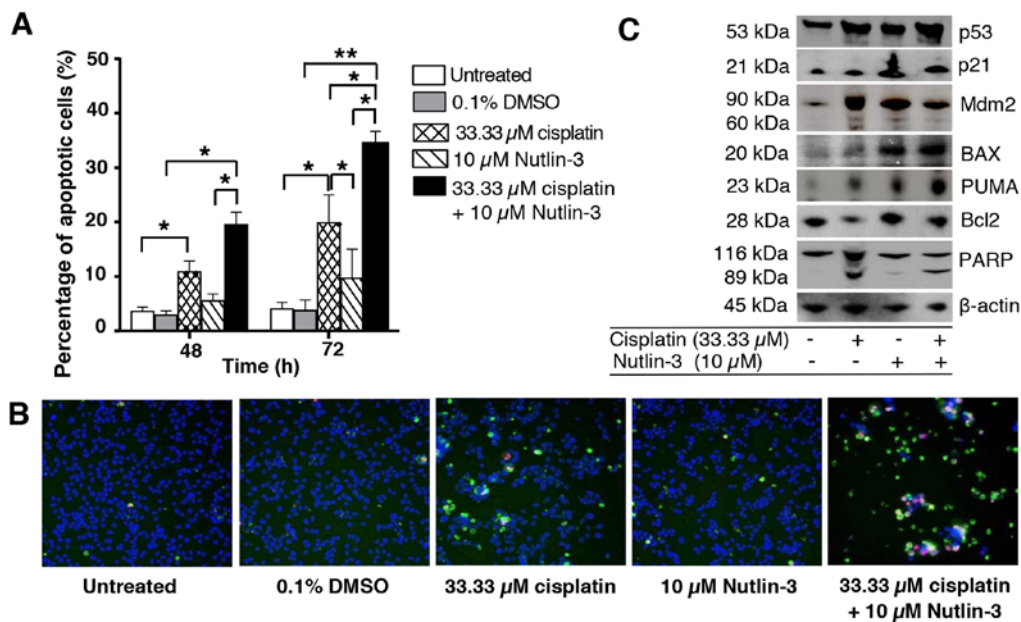 A
Percentage of apoptotic cells (%)
50
40
30
20
10
0
**
*
*
*
*
*
*
*
*
48
72
Time (h)
Untreated
0.1% DMSO
33.33 µM cisplatin
10 µM Nutlin-3
33.33 µM cisplatin
+ 10 µM Nutlin-3
C
53 kDa p53
21 kDa p21
90 kDa Mdm2
60 kDa
20 kDa BAX
23 kDa PUMA
28 kDa Bcl2
116 kDa PARP
89 kDa
45 kDa β-actin
Cisplatin (33.33 µM) - + - +
Nutlin-3 (10 µM) - - + +
B
Untreated
0.1% DMSO
33.33 µM cisplatin
10 µM Nutlin-3
33.33 µM cisplatin
+ 10 µM Nutlin-3